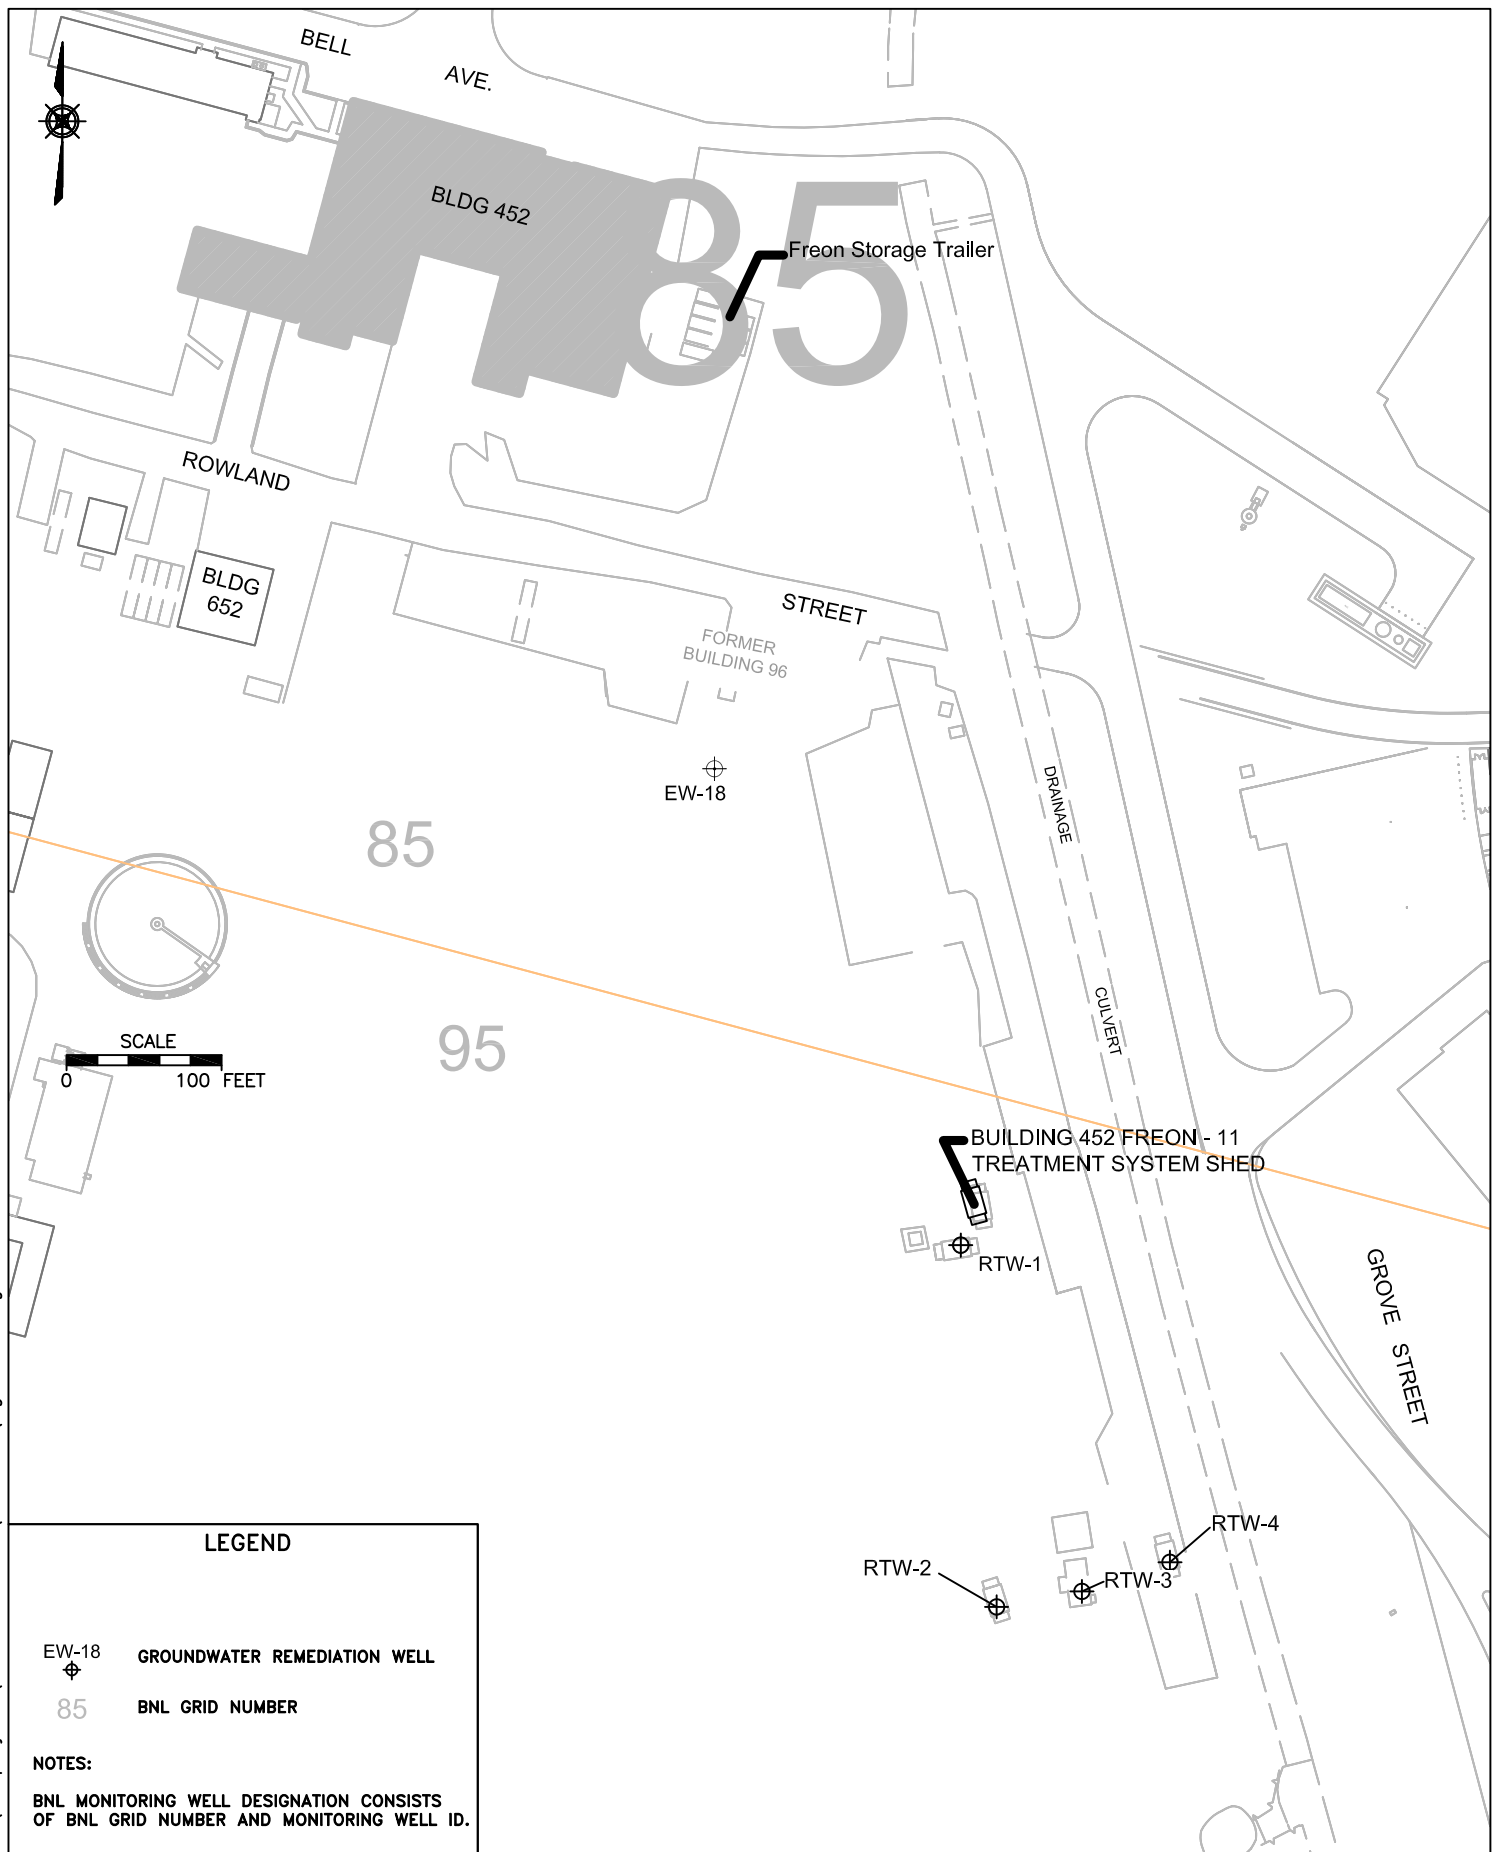 BELL
AVE.
BLDG 452
85
Freon Storage Trailer
ROWLAND
BLDG
652
STREET
FORMER
BUILDING 96
EW-18
DRAINAGE
85
CULVERT
95
SCALE
0 100 FEET
BUILDING 452 FREON - 11
TREATMENT SYSTEM SHED
RTW-1
GROVE STREET
RTW-4
RTW-2
RTW-3
LEGEND
EW-18 GROUNDWATER REMEDIATION WELL
85 BNL GRID NUMBER
NOTES:
BNL MONITORING WELL DESIGNATION CONSISTS
OF BNL GRID NUMBER AND MONITORING WELL ID.